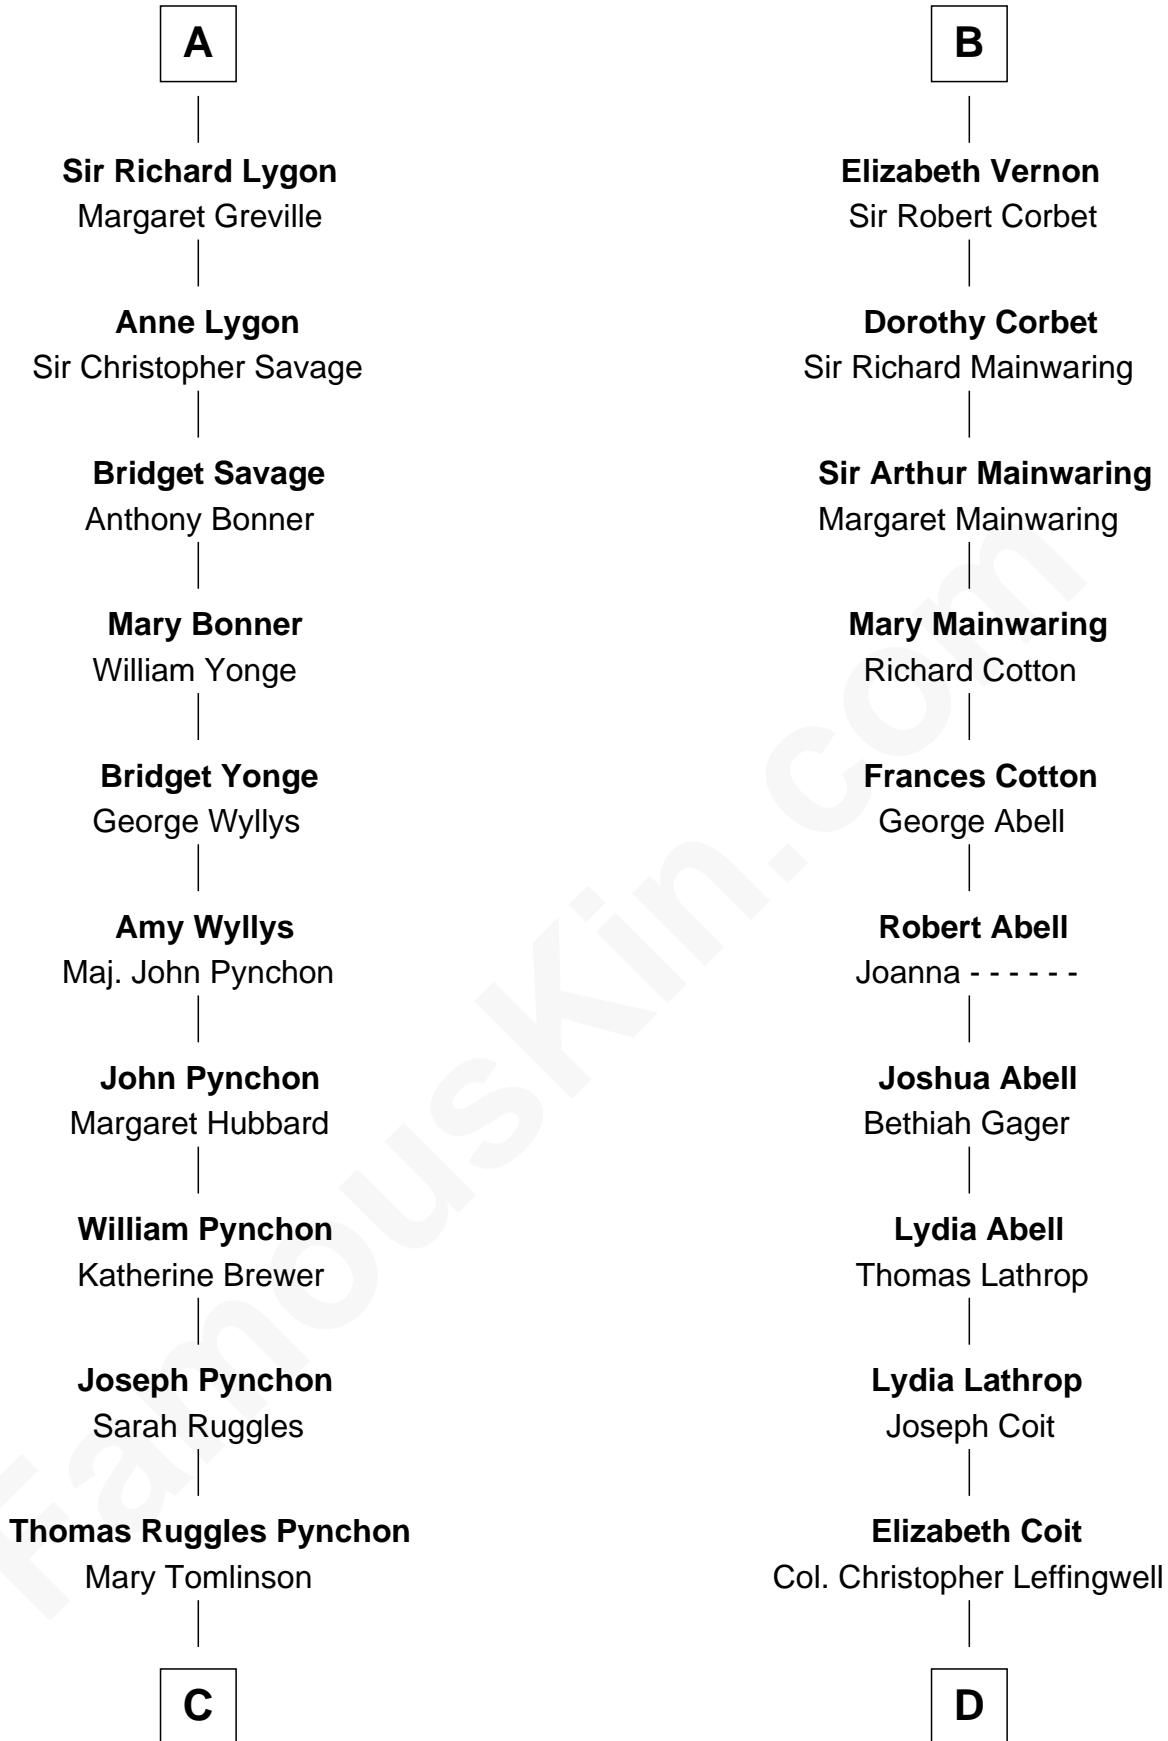 A
Sir Richard Lygon
Margaret Greville
Anne Lygon
Sir Christopher Savage
Bridget Savage
Anthony Bonner
Mary Bonner
William Yonge
Bridget Yonge
George Wyllys
Amy Wyllys
Maj. John Pynchon
John Pynchon
Margaret Hubbard
William Pynchon
Katherine Brewer
Joseph Pynchon
Sarah Ruggles
Thomas Ruggles Pynchon
Mary Tomlinson
C
B
Elizabeth Vernon
Sir Robert Corbet
Dorothy Corbet
Sir Richard Mainwaring
Sir Arthur Mainwaring
Margaret Mainwaring
Mary Mainwaring
Richard Cotton
Frances Cotton
George Abell
Robert Abell
Joanna - - - - - -
Joshua Abell
Bethiah Gager
Lydia Abell
Thomas Lathrop
Lydia Lathrop
Joseph Coit
Elizabeth Coit
Col. Christopher Leffingwell
D
FamousKin.com